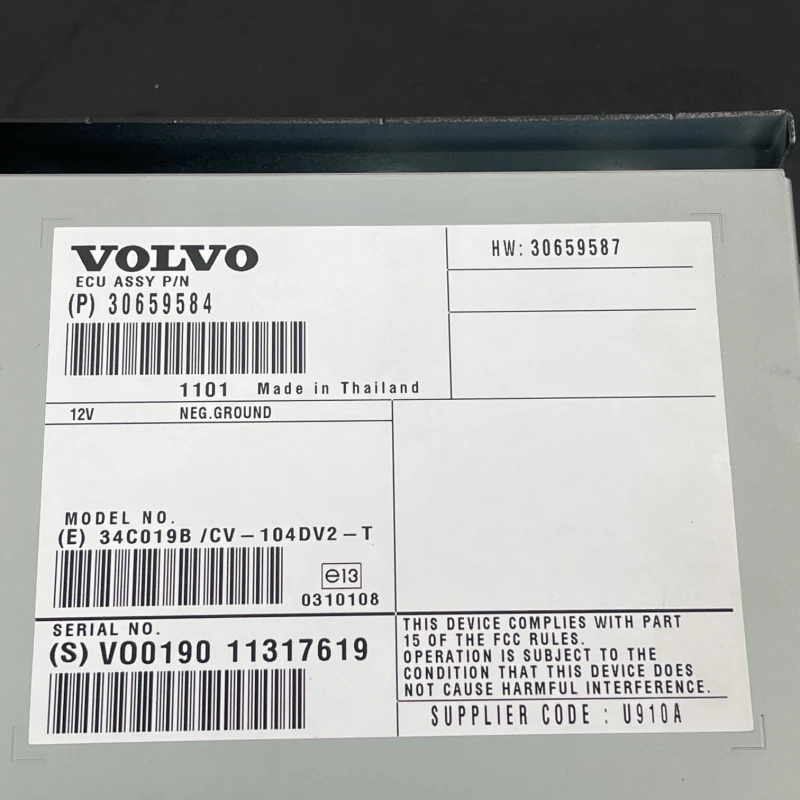 VOLVO
ECU ASSY P/N
(P) 30659584
1101 Made in Thailand
HW: 30659587
12V NEG.GROUND
MODEL NO.
(E) 34C019B /CV-104DV2-T
e13
0310108
SERIAL NO.
(S) VO0190 11317619
THIS DEVICE COMPLIES WITH PART
15 OF THE FCC RULES.
OPERATION IS SUBJECT TO THE
CONDITION THAT THIS DEVICE DOES
NOT CAUSE HARMFUL INTERFERENCE.
SUPPLIER CODE : U910A